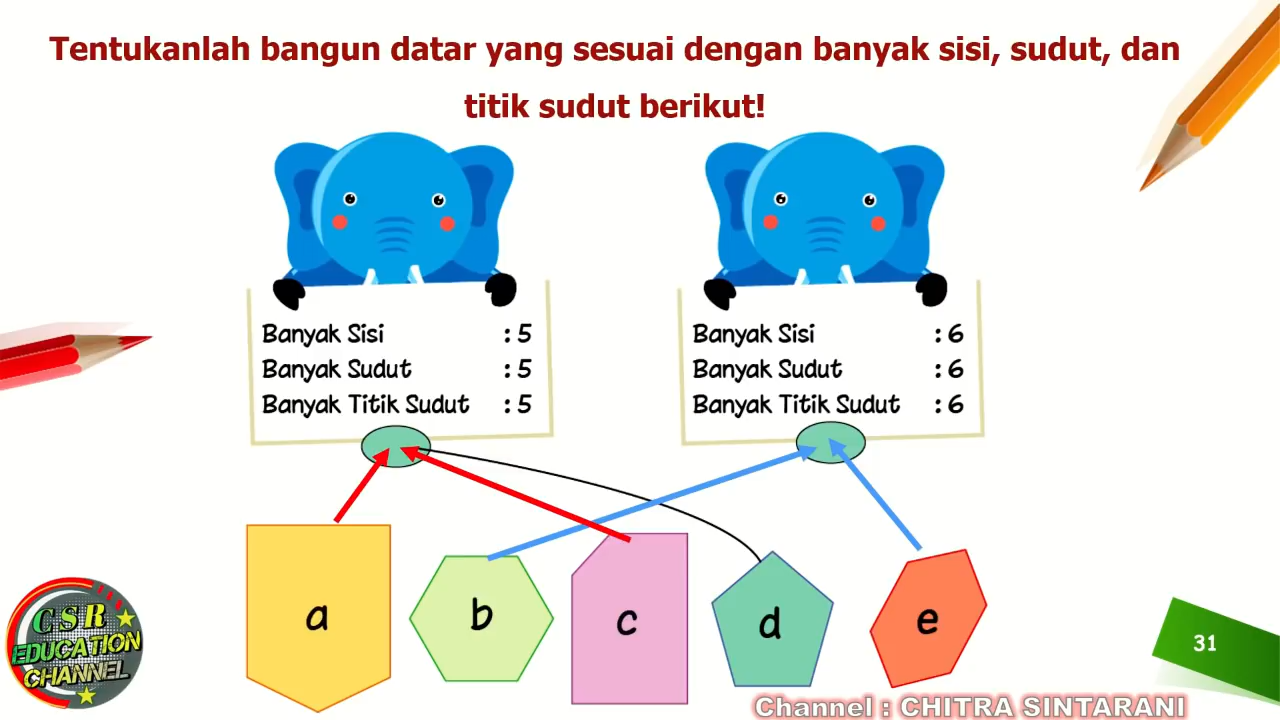 Tentukanlah bangun datar yang sesuai dengan banyak sisi, sudut, dan
titik sudut berikut!
Banyak Sisi : 5
Banyak Sudut : 5
Banyak Titik Sudut : 5
Banyak Sisi : 6
Banyak Sudut : 6
Banyak Titik Sudut : 6
a
b
c
d
e
CSR
EDUCATION
CHANNEL
31
Channel : CHITRA SINTARANI